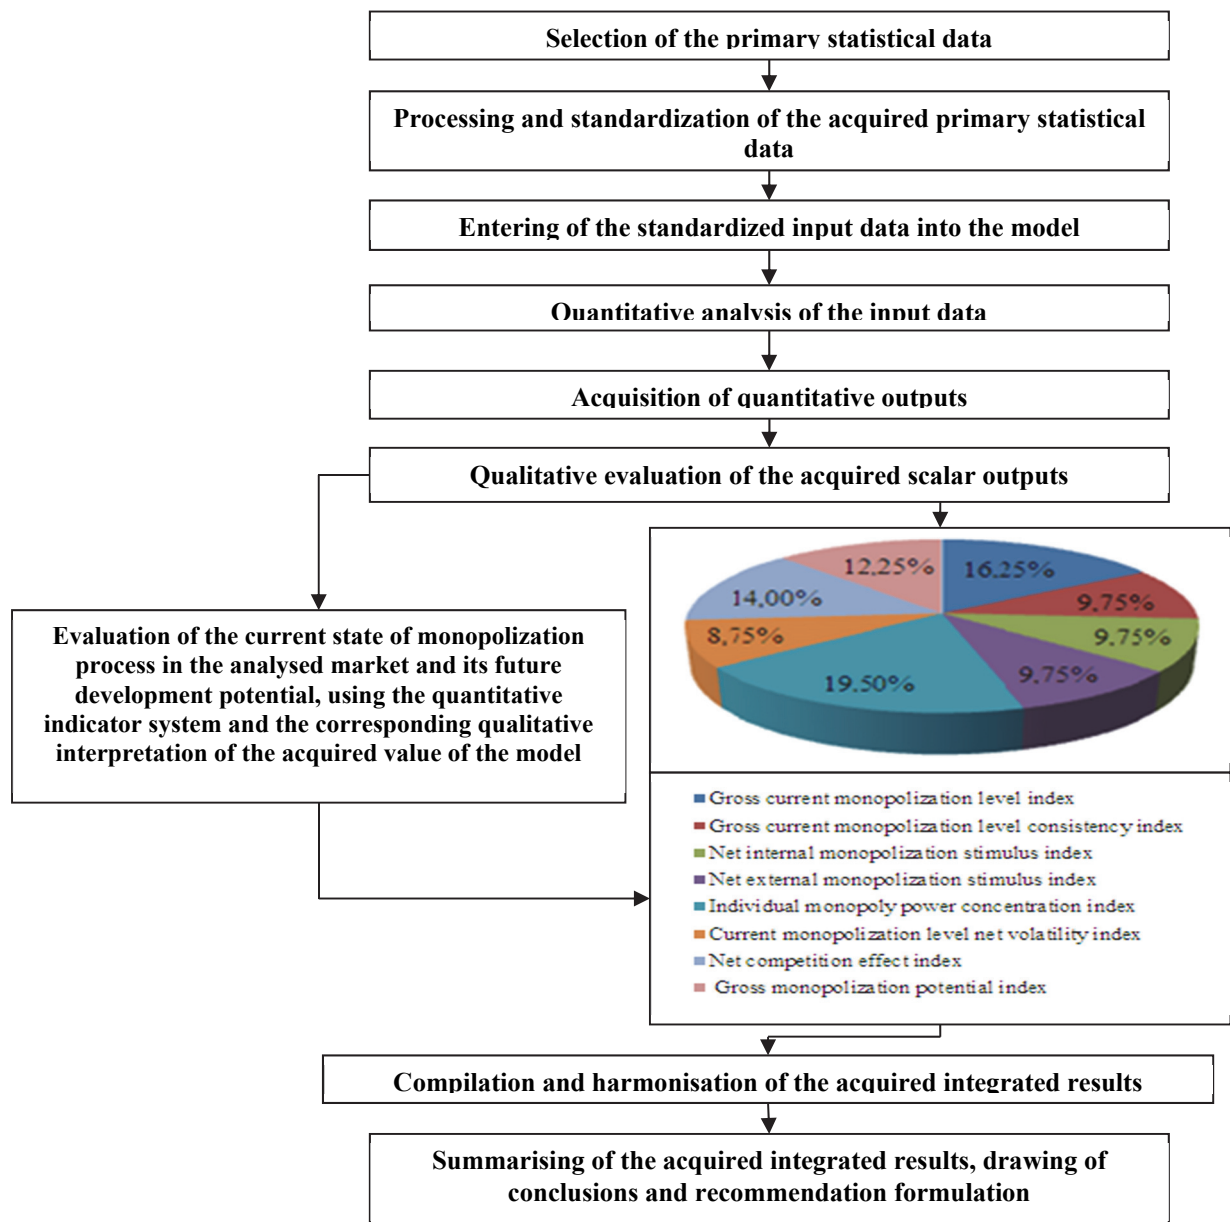 Selection of the primary statistical data
Processing and standardization of the acquired primary statistical
data
Entering of the standardized input data into the model
Quantitative analysis of the input data
Acquisition of quantitative outputs
Qualitative evaluation of the acquired scalar outputs
Evaluation of the current state of monopolization
process in the analysed market and its future
development potential, using the quantitative
indicator system and the corresponding qualitative
interpretation of the acquired value of the model
12,25%
16,25%
14,00%
9,75%
8,75%
9,75%
19,50%
9,75%
Gross current monopolization level index
Gross current monopolization level consistency index
Net internal monopolization stimulus index
Net external monopolization stimulus index
Individual monopoly power concentration index
Current monopolization level net volatility index
Net competition effect index
Gross monopolization potential index
Compilation and harmonisation of the acquired integrated results
Summarising of the acquired integrated results, drawing of
conclusions and recommendation formulation